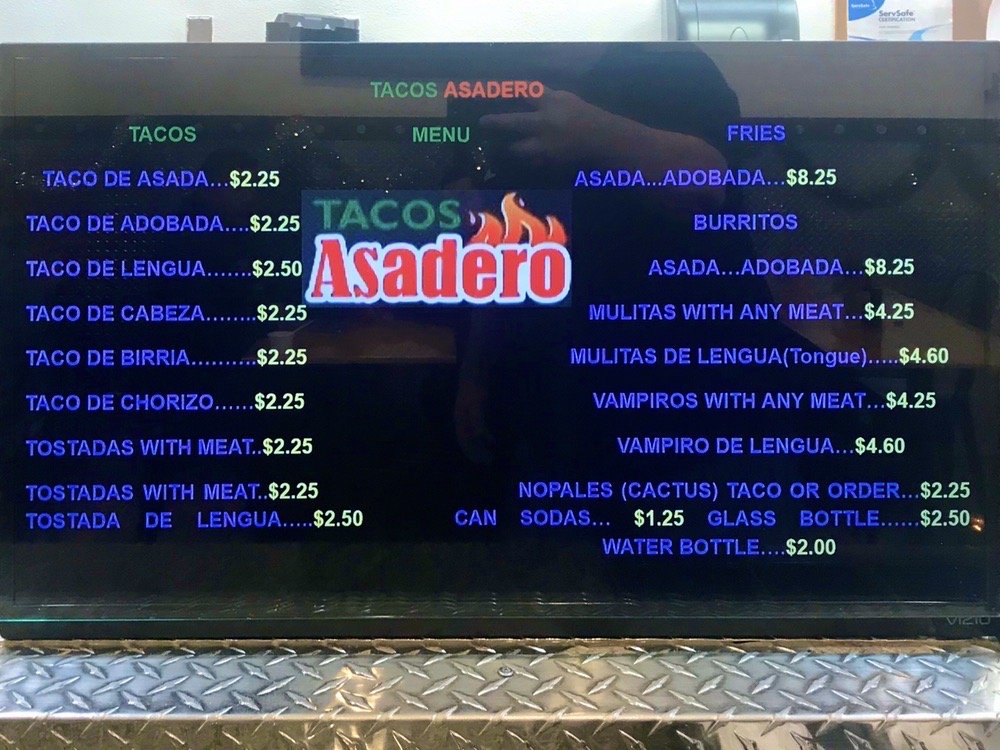 ServSafe
ServSafe
CERTIFICATION
TACOS ASADERO
TACOS
MENU
FRIES
TACO DE ASADA...$2.25
TACO DE ADOBADA....$2.25
TACO DE LENGUA.......$2.50
TACO DE CABEZA........$2.25
TACO DE BIRRIA..........$2.25
TACO DE CHORIZO......$2.25
TOSTADAS WITH MEAT..$2.25
TOSTADAS WITH MEAT..$2.25
TOSTADA DE LENGUA.....$2.50
TACOS
Asadero
ASADA...ADOBADA...$8.25
BURRITOS
ASADA...ADOBADA...$8.25
MULITAS WITH ANY MEAT...$4.25
MULITAS DE LENGUA(Tongue).....$4.60
VAMPIROS WITH ANY MEAT...$4.25
VAMPIRO DE LENGUA...$4.60
NOPALES (CACTUS) TACO OR ORDER...$2.25
CAN SODAS... $1.25 GLASS BOTTLE......$2.50
WATER BOTTLE....$2.00
VIZIO